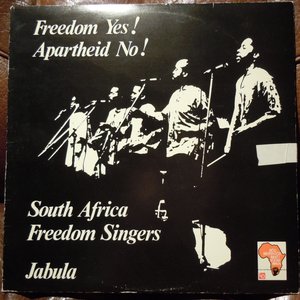 Freedom Yes!
Apartheid No!
South Africa
Freedom Singers
Jabula